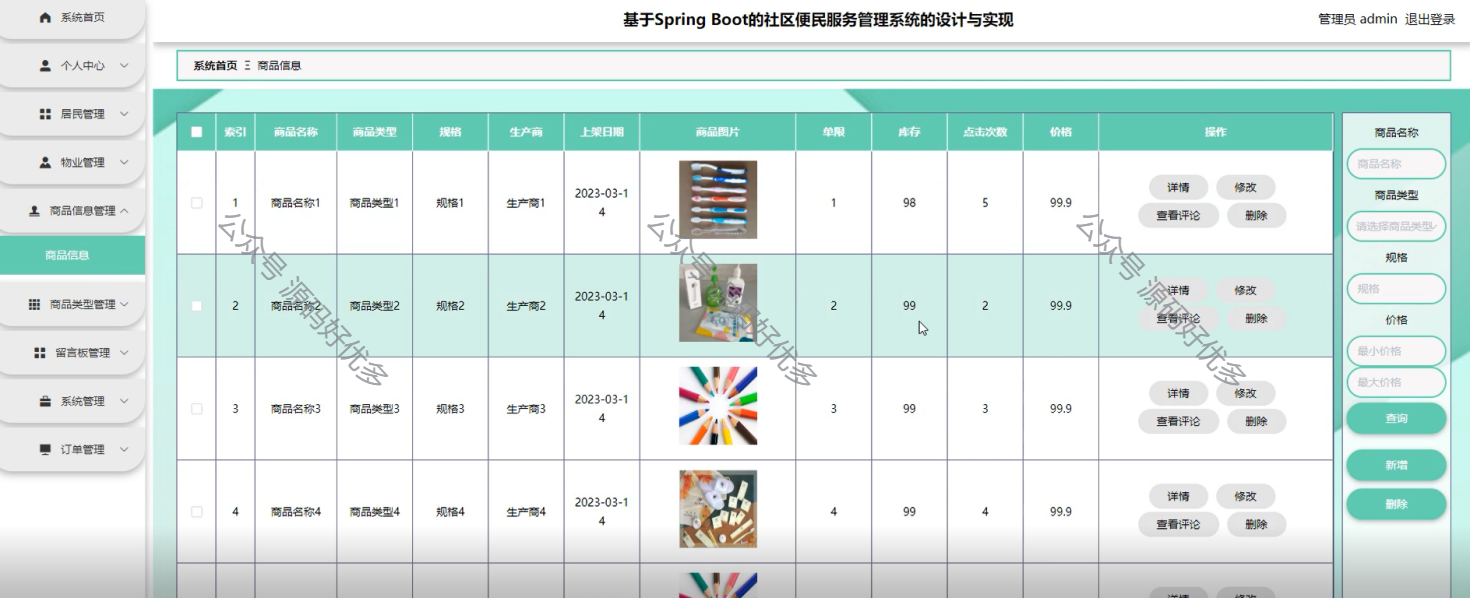 系统首页
个人中心
居民管理
物业管理
商品信息管理
商品信息
商品类型管理
留言板管理
系统管理
订单管理
基于Spring Boot的社区便民服务管理系统的设计与实现
管理员 admin 退出登录
系统首页 Ξ 商品信息
索引 商品名称 商品类型 规格 生产商 上架日期 商品图片 单限 库存 点击次数 价格 操作
1 商品名称1 商品类型1 规格1 生产商1 2023-03-1
4 1 98 5 99.9 详情 修改
查看评论 删除
2 商品名称2 商品类型2 规格2 生产商2 2023-03-1
4 2 99 2 99.9 详情 修改
查看评论 删除
3 商品名称3 商品类型3 规格3 生产商3 2023-03-1
4 3 99 3 99.9 详情 修改
查看评论 删除
4 商品名称4 商品类型4 规格4 生产商4 2023-03-1
4 4 99 4 99.9 详情 修改
查看评论 删除
详情 修改
商品名称
商品名称
商品类型
请选择商品类型
规格
规格
价格
最小价格
最大价格
查询
新增
删除
公众号 源码好优多
公众号 源码好优多
公众号 源码好优多